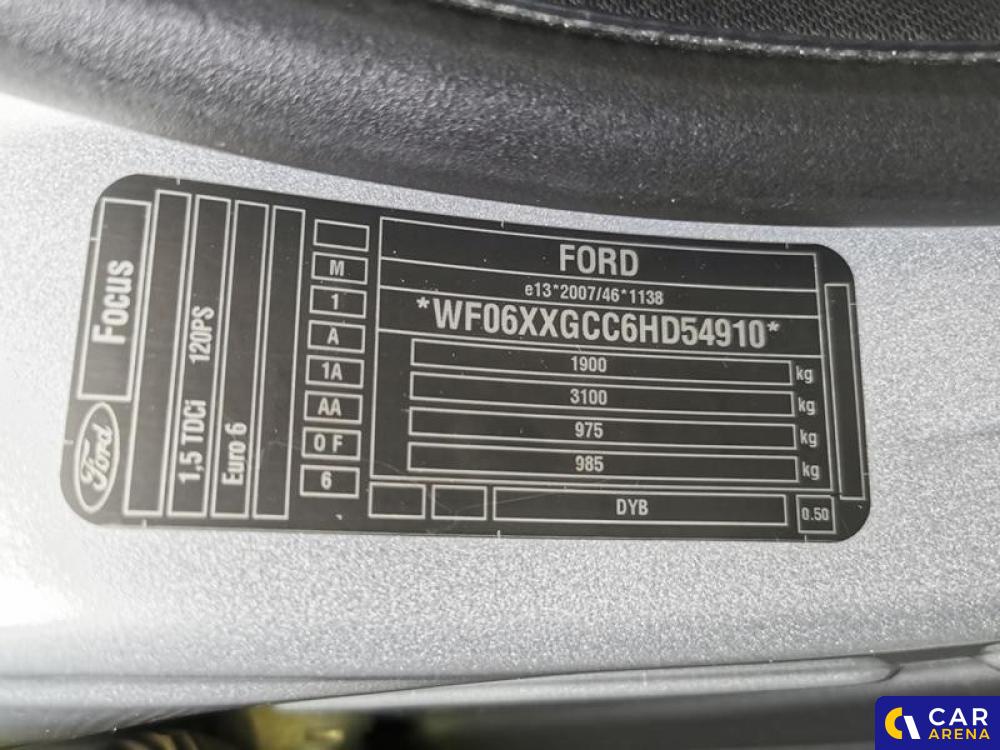 Ford
Focus
1,5 TDCi 120PS
Euro 6
M
1
A
1A
AA
0 F
6
FORD
e13*2007/46*1138
*WF06XXGCC6HD54910*
1900 kg
3100 kg
975 kg
985 kg
DYB
0.50
CAR
ARENA